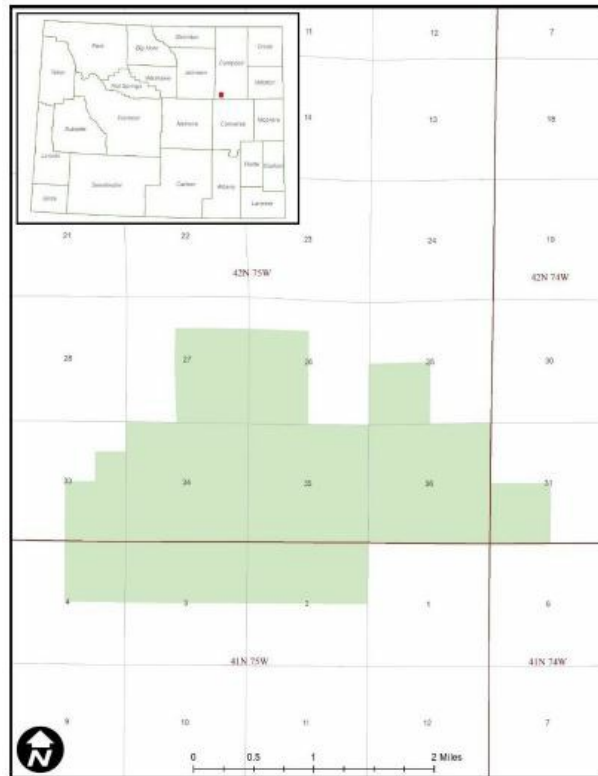 Sheridan
Park
Big Horn
Campbell
Crook
Teton
Washakie
Johnson
Weston
Hot Springs
Fremont
Natrona
Converse
Niobrara
Sublette
Lincoln
Platte
Goshen
Sweetwater
Carbon
Albany
Uinta
Laramie
11 12 7
14 13 18
21 22 23 24 19
42N 75W 42N 74W
28 27 26 25 30
33 34 35 36 31
4 3 2 1 6
41N 75W 41N 74W
9 10 11 12 7
N
0 0.5 1 2 Miles